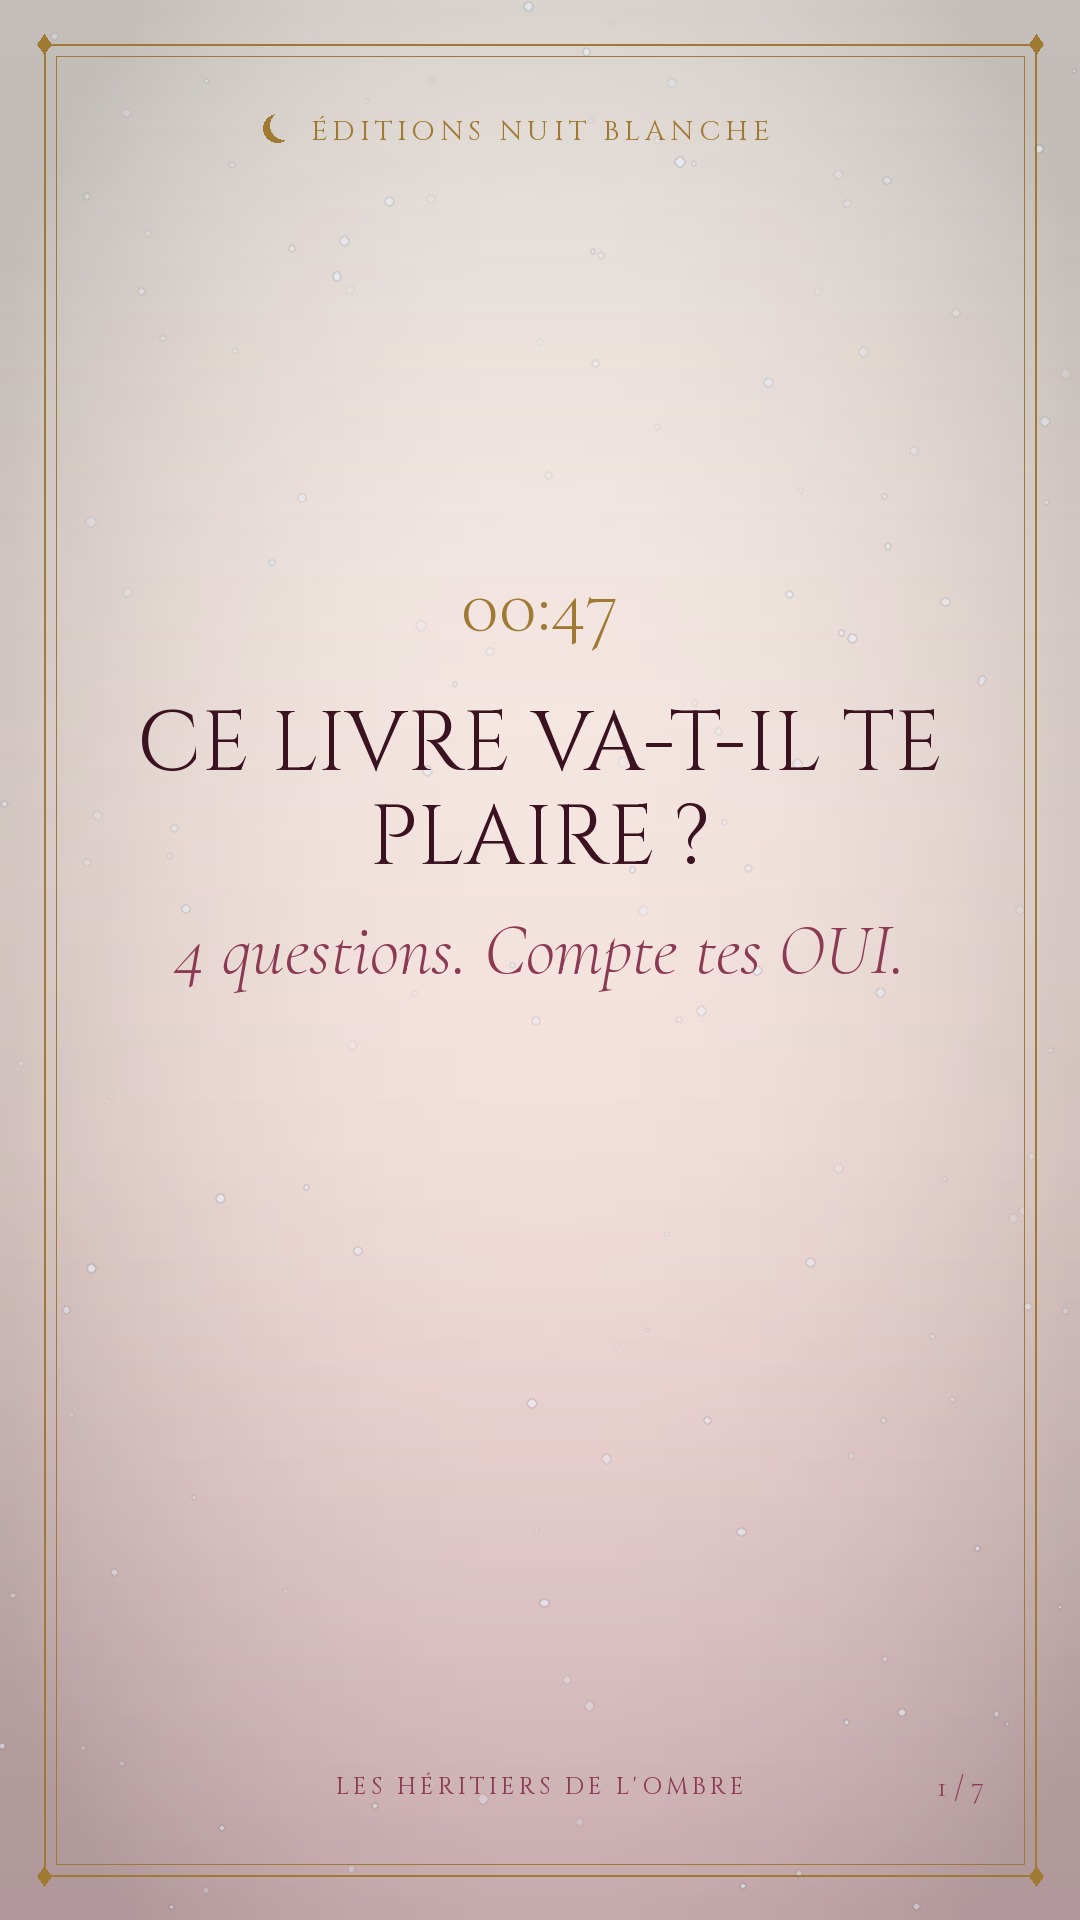 ÉDITIONS NUIT BLANCHE
00:47
CE LIVRE VA-T-IL TE
PLAIRE ?
4 questions. Compte tes OUI.
LES HÉRITIERS DE L'OMBRE
1 / 7